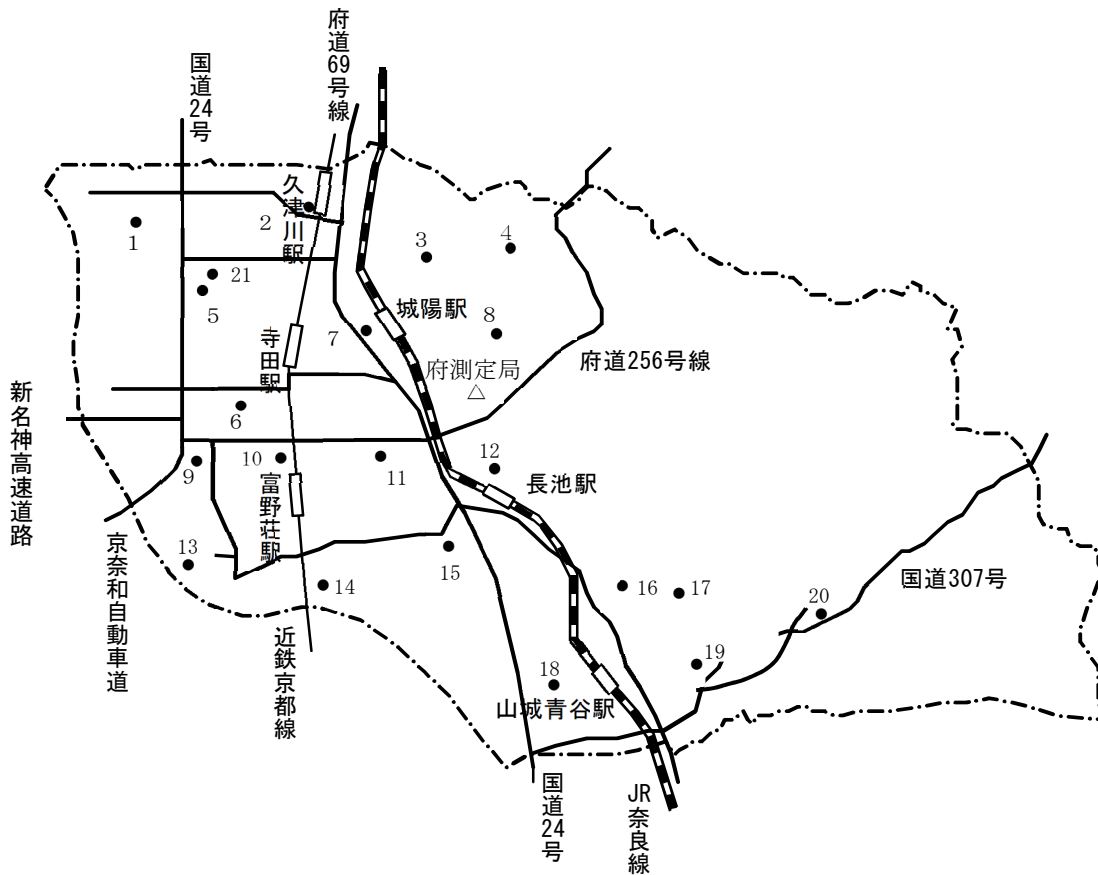 府道69号線
国道24号
久津川駅
1
2
3
4
21
5
城陽駅
7
8
寺田駅
府道256号線
府測定局
新名神高速道路
6
12
9
10
11
長池駅
富野荘駅
京奈和自動車道
13
14
15
16
17
20
国道307号
近鉄京都線
19
18
山城青谷駅
国道24号
JR奈良線